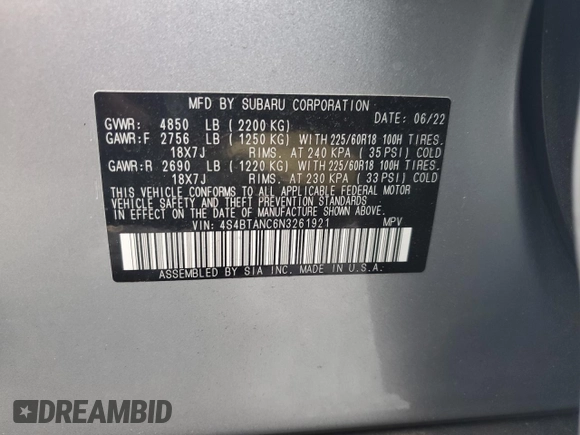 MFD BY SUBARU CORPORATION
GVWR: 4850 LB ( 2200 KG) DATE: 06/22
GAWR:F 2756 LB ( 1250 KG) WITH 225/60R18 100H TIRES.
18X7J RIMS. AT 240 KPA ( 35 PSI) COLD
GAWR:R 2690 LB ( 1220 KG) WITH 225/60R18 100H TIRES.
18X7J RIMS. AT 230 KPA ( 33 PSI) COLD
THIS VEHICLE CONFORMS TO ALL APPLICABLE FEDERAL MOTOR
VEHICLE SAFETY AND THEFT PREVENTION STANDARDS
IN EFFECT ON THE DATE OF MANUFACTURE SHOWN ABOVE.
VIN: 4S4BTANC6N3261921 MPV
ASSEMBLED BY SIA INC. MADE IN U.S.A.
DREAMBID